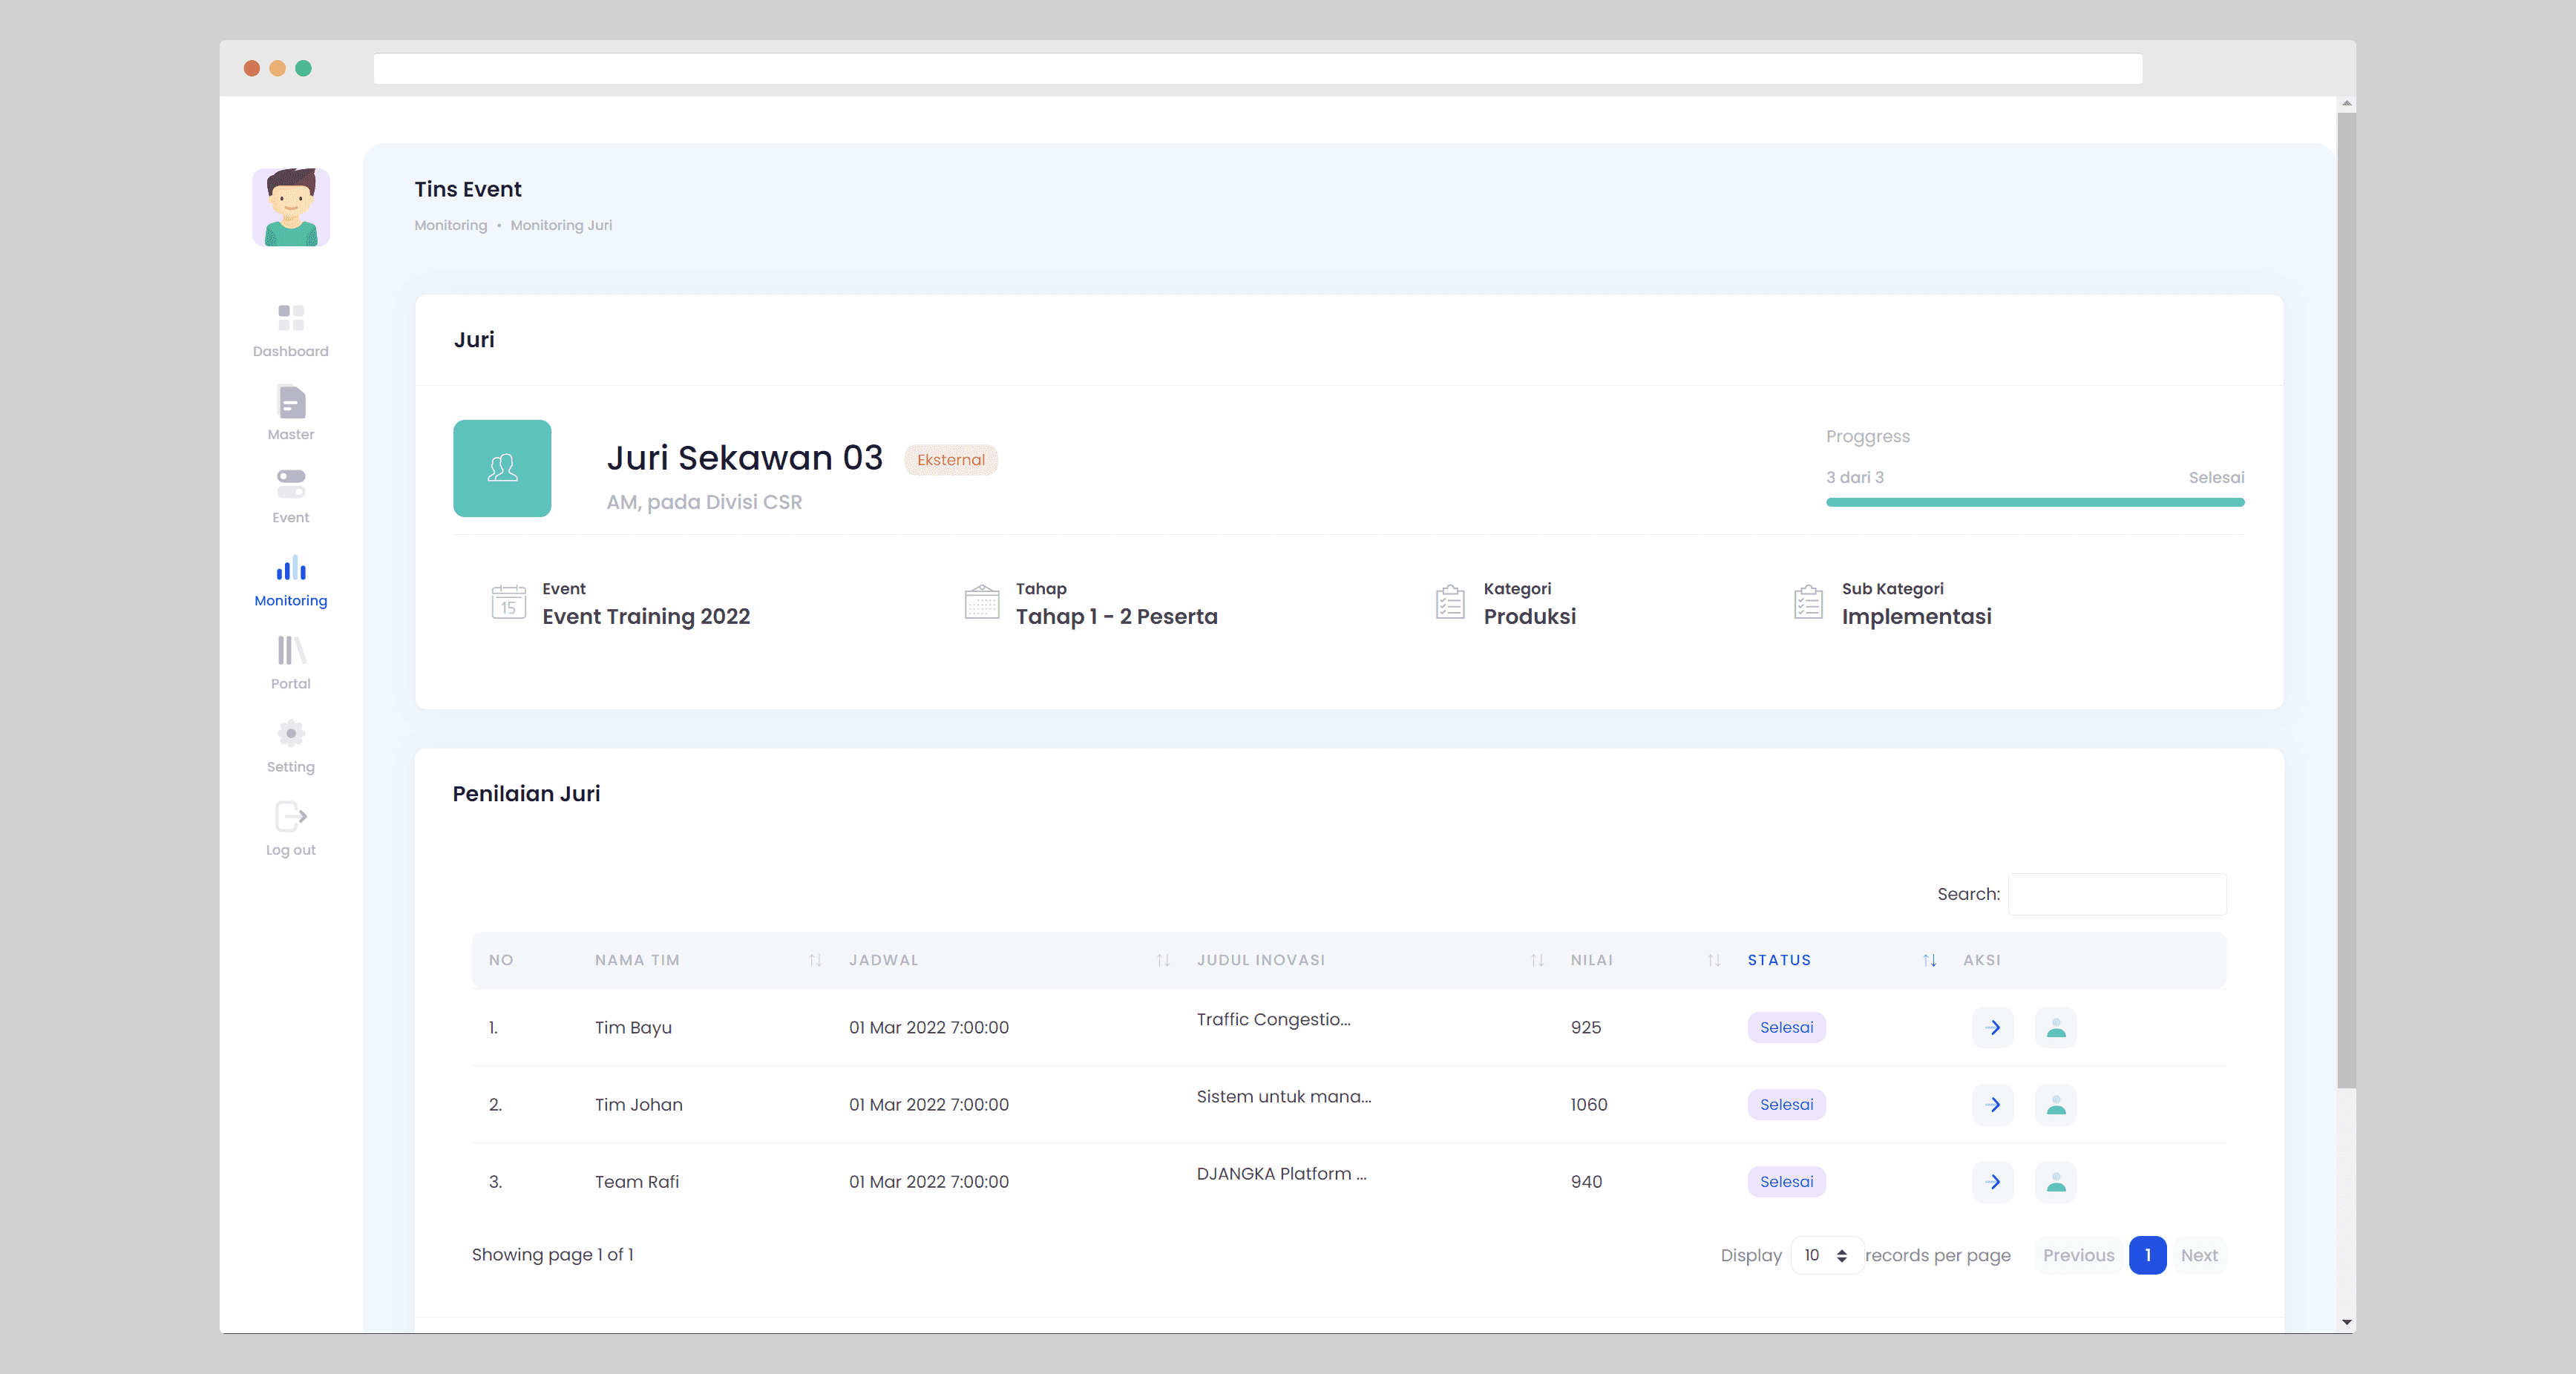 Tins Event
Monitoring • Monitoring Juri
Dashboard
Master
Event
Monitoring
Portal
Setting
Log out
Juri
Juri Sekawan 03 Eksternal
AM, pada Divisi CSR
Proggress
3 dari 3 Selesai
15
Event Tahap Kategori Sub Kategori
Event Training 2022 Tahap 1 - 2 Peserta Produksi Implementasi
Penilaian Juri
Search:
NO NAMA TIM JADWAL JUDUL INOVASI NILAI STATUS AKSI
1. Tim Bayu 01 Mar 2022 7:00:00 Traffic Congestio... 925 Selesai
2. Tim Johan 01 Mar 2022 7:00:00 Sistem untuk mana... 1060 Selesai
3. Team Rafi 01 Mar 2022 7:00:00 DJANGKA Platform ... 940 Selesai
Showing page 1 of 1 Display 10 records per page Previous 1 Next